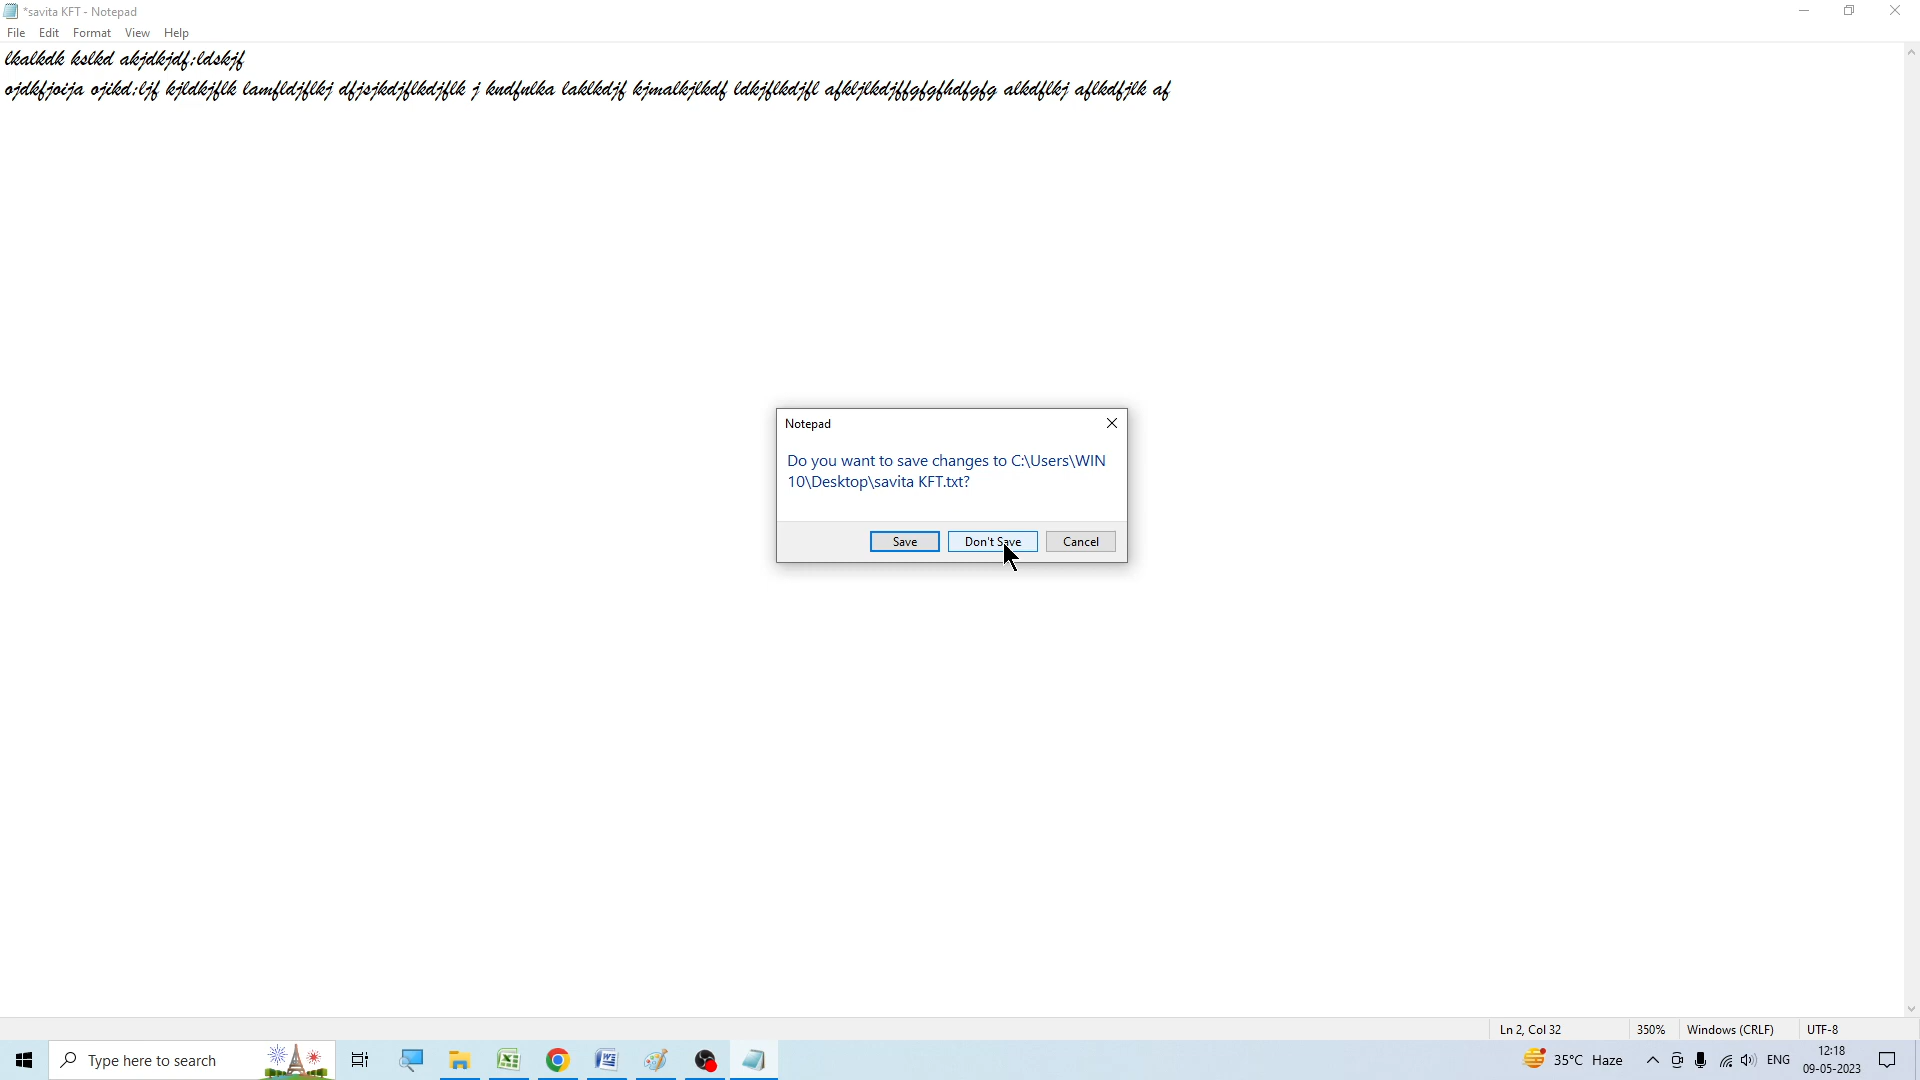 *savita KFT - Notepad
File Edit Format View Help
lkalkdk kslkd akjdkjdf;ldskjf
ojdkfjoija ojikd;ljf kjldkjflk lamfldjflkj dfjsjkdjflkdjflk j kndfnlka laklkdjf kjmalkjlkdf ldkjflkdjfl afkljlkdjffgfgfhdfgfg alkdflkj aflkdfjlk af
Notepad
Do you want to save changes to C:\Users\WIN
10\Desktop\savita KFT.txt?
Save Don't Save Cancel
Ln 2, Col 32 350% Windows (CRLF) UTF-8
Type here to search 35°C Haze ENG 12:18
09-05-2023